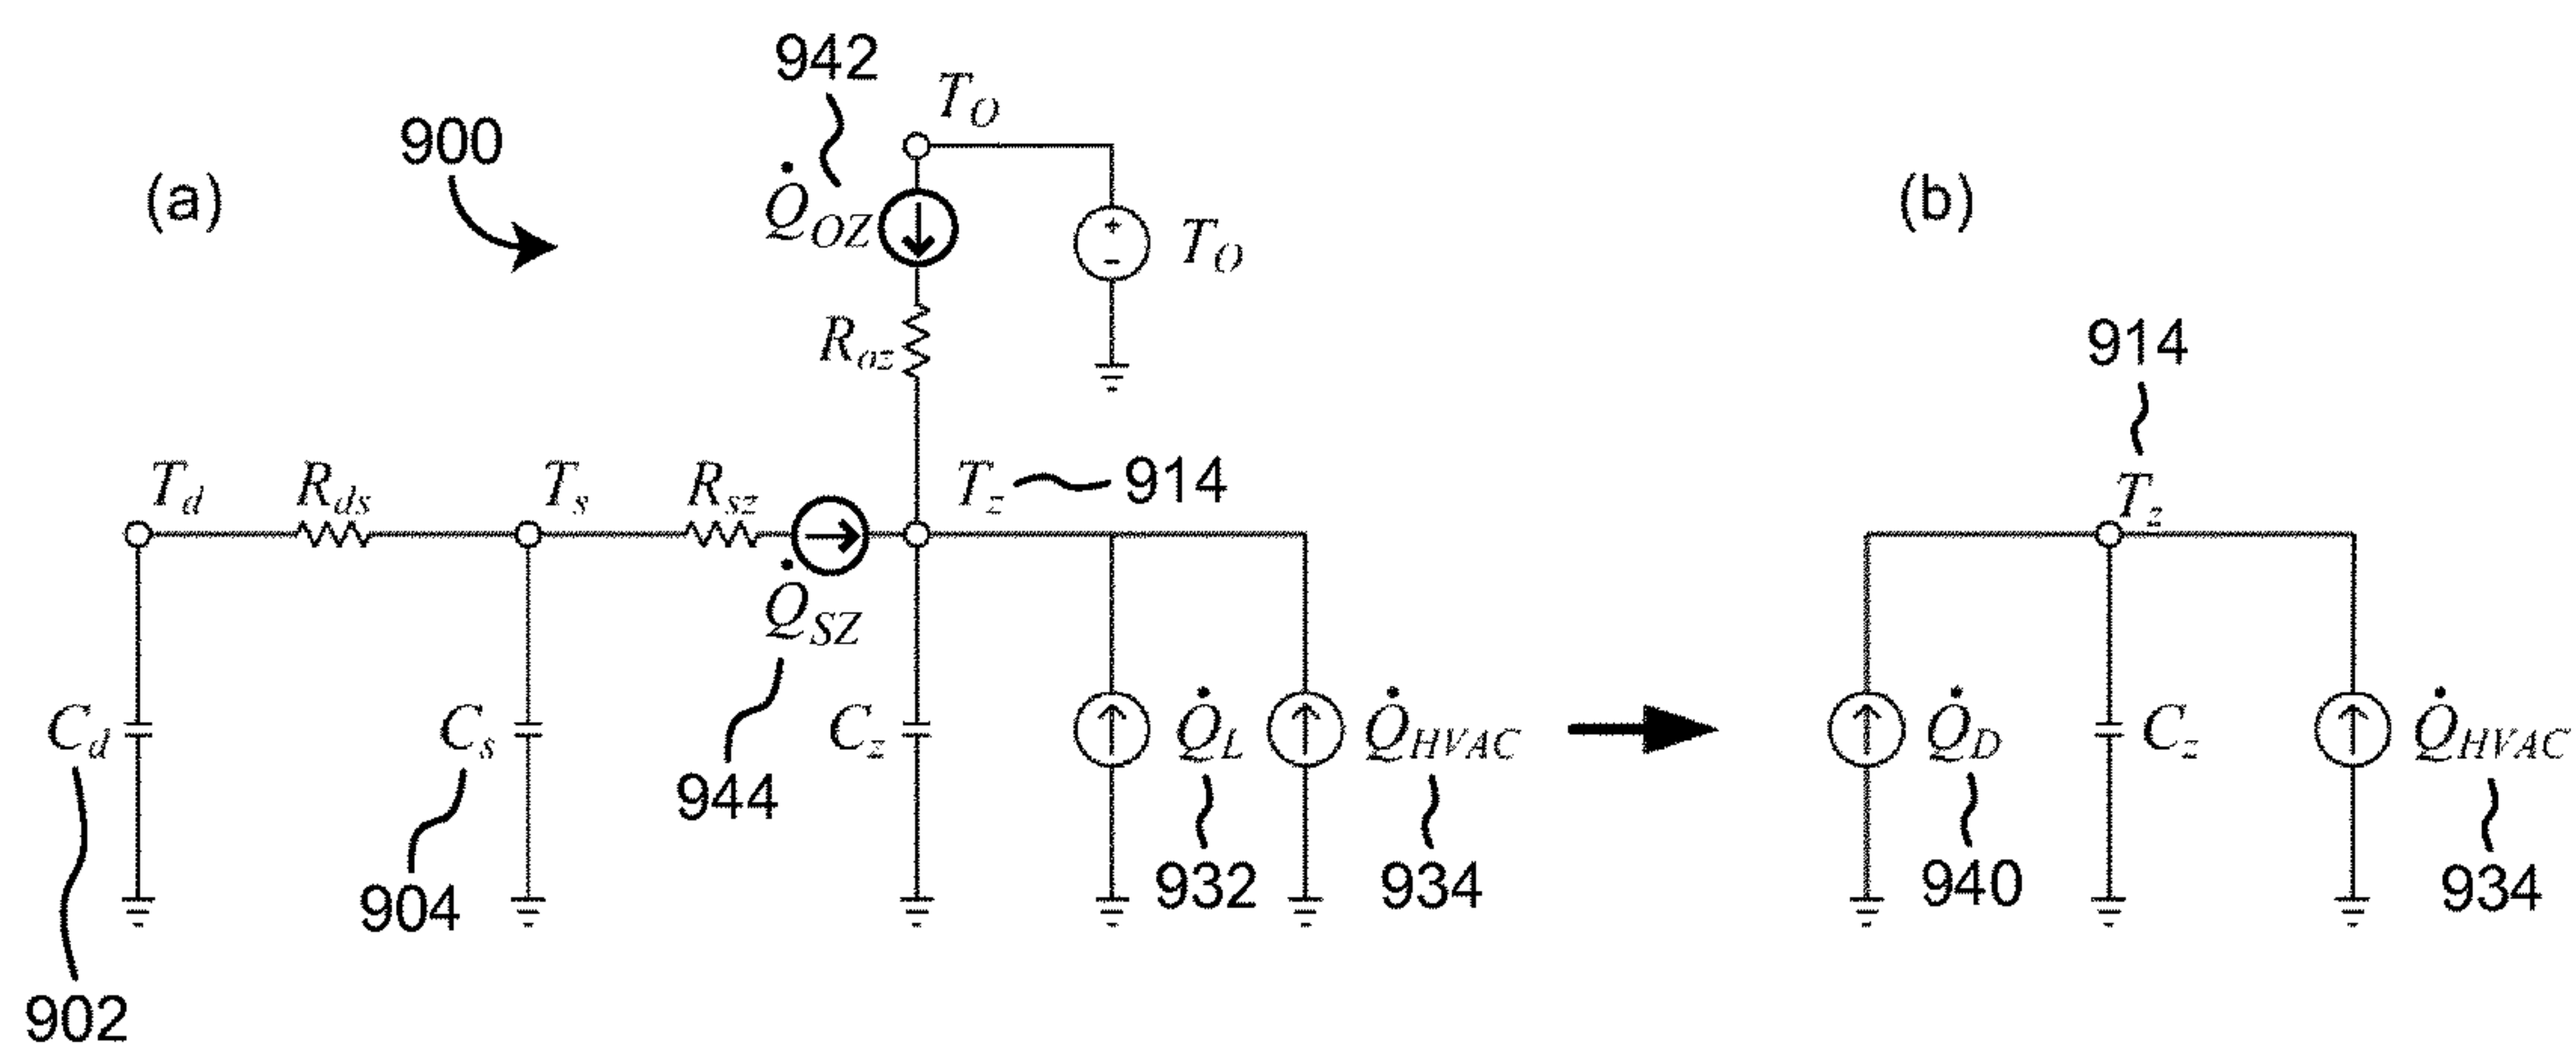 942
T_O
900
(a)
Q̇_OZ
T_O
(b)
R_oz
914
T_d
R_ds
T_s
R_sz
T_z
914
T_z
Q̇_SZ
C_d
C_s
C_z
Q̇_L
Q̇_HVAC
Q̇_D
C_z
Q̇_HVAC
944
904
932
934
940
934
902